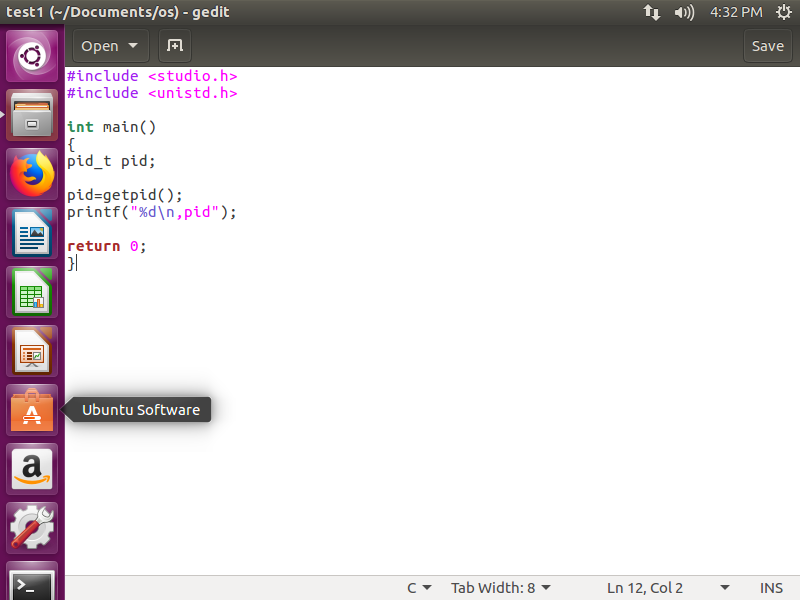 test1 (~/Documents/os) - gedit
4:32 PM
Open
Save
#include <studio.h>
#include <unistd.h>
int main()
{
pid_t pid;
pid=getpid();
printf("%d\n,pid");
return 0;
}
Ubuntu Software
C
Tab Width: 8
Ln 12, Col 2
INS